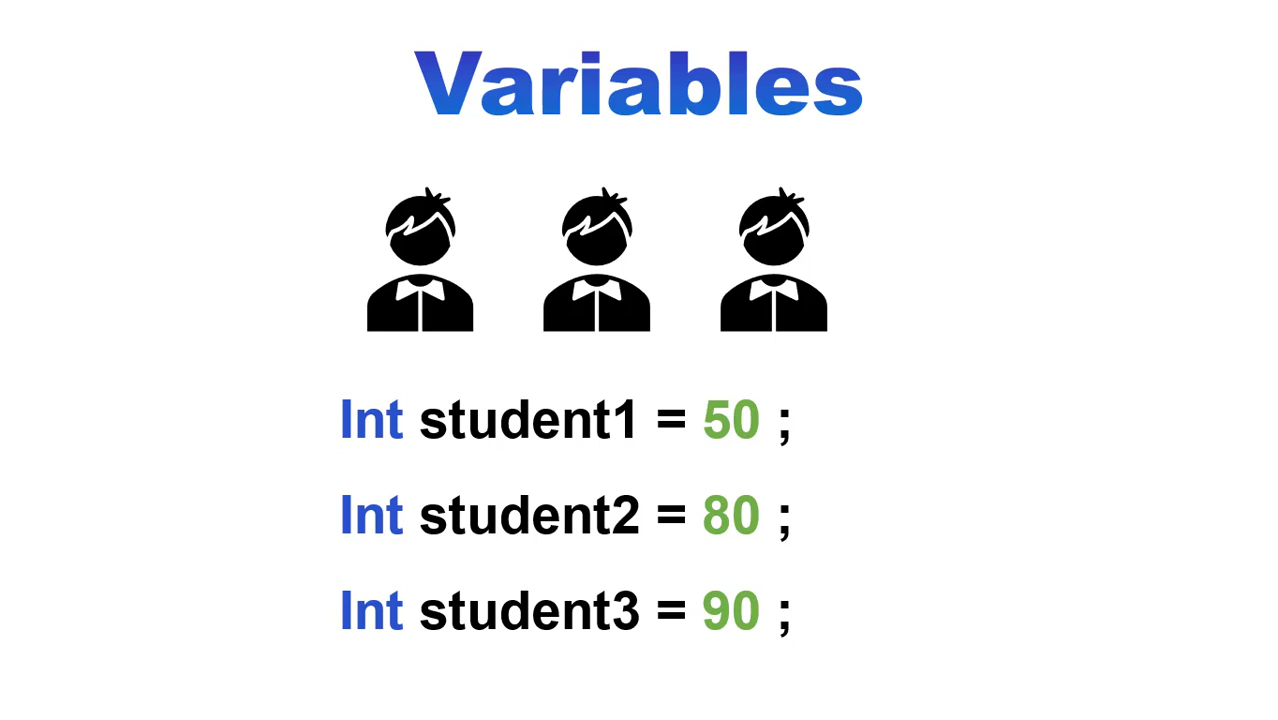 Variables
Int student1 = 50 ;
Int student2 = 80 ;
Int student3 = 90 ;